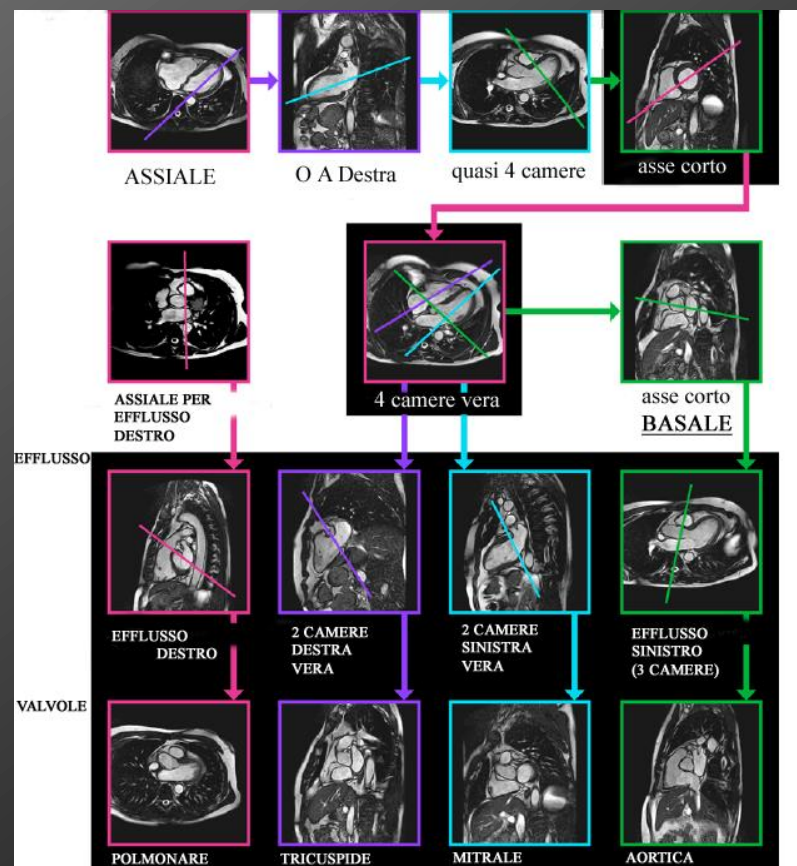 ASSIALE
O A Destra
quasi 4 camere
asse corto
ASSIALE PER
EFFLUSSO
DESTRO
4 camere vera
asse corto
BASALE
EFFLUSSO
EFFLUSSO
DESTRO
2 CAMERE
DESTRA
VERA
2 CAMERE
SINISTRA
VERA
EFFLUSSO
SINISTRO
(3 CAMERE)
VALVOLE
POLMONARE
TRICUSPIDE
MITRALE
AORTICA